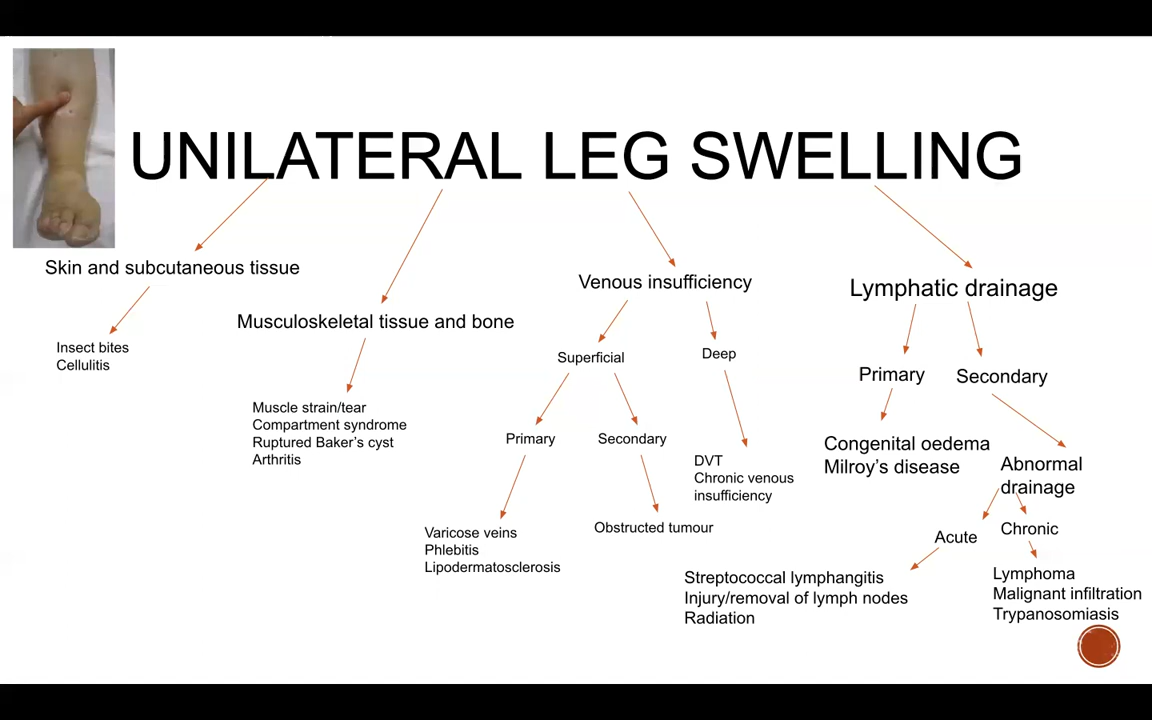 UNILATERAL LEG SWELLING
Skin and subcutaneous tissue
Insect bites
Cellulitis
Musculoskeletal tissue and bone
Muscle strain/tear
Compartment syndrome
Ruptured Baker's cyst
Arthritis
Venous insufficiency
Superficial
Primary
Varicose veins
Phlebitis
Lipodermatosclerosis
Secondary
Obstructed tumour
Deep
DVT
Chronic venous
insufficiency
Lymphatic drainage
Primary
Congenital oedema
Milroy's disease
Secondary
Abnormal
drainage
Acute
Streptococcal lymphangitis
Injury/removal of lymph nodes
Radiation
Chronic
Lymphoma
Malignant infiltration
Trypanosomiasis